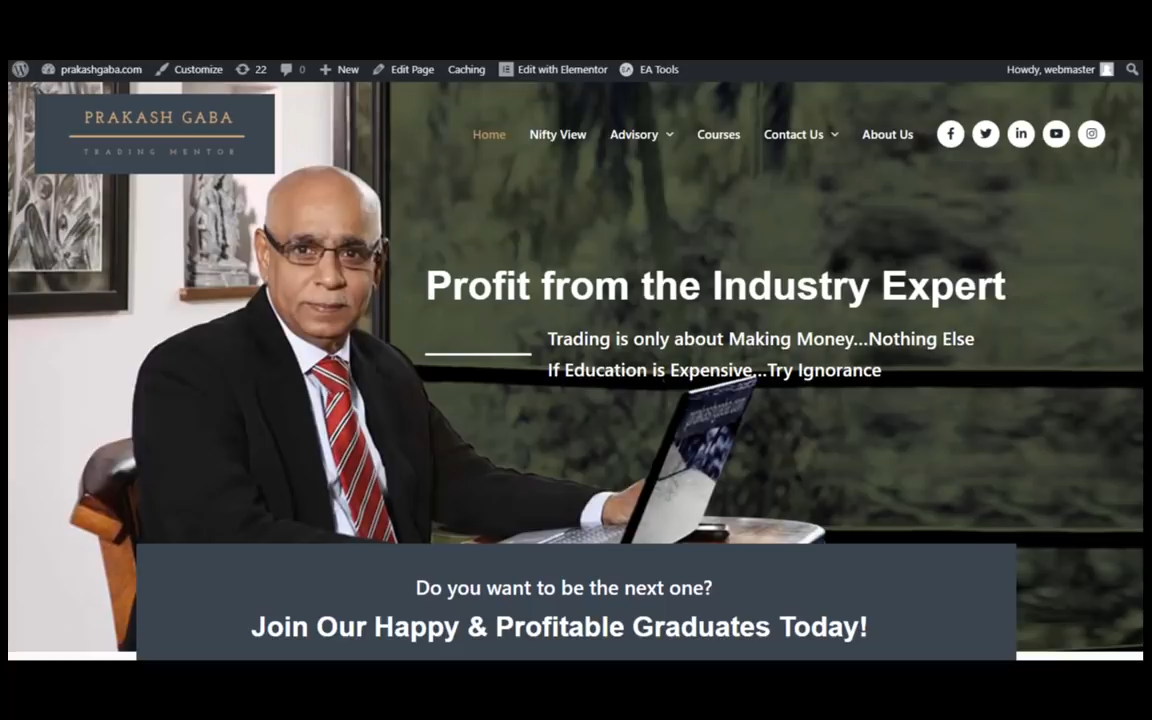 prakashgaba.com Customize 22 0 New Edit Page Caching Edit with Elementor EA Tools Howdy, webmaster
PRAKASH GABA
TRADING MENTOR
Home Nifty View Advisory Courses Contact Us About Us
Profit from the Industry Expert
Trading is only about Making Money...Nothing Else
If Education is Expensive...Try Ignorance
Do you want to be the next one?
Join Our Happy & Profitable Graduates Today!